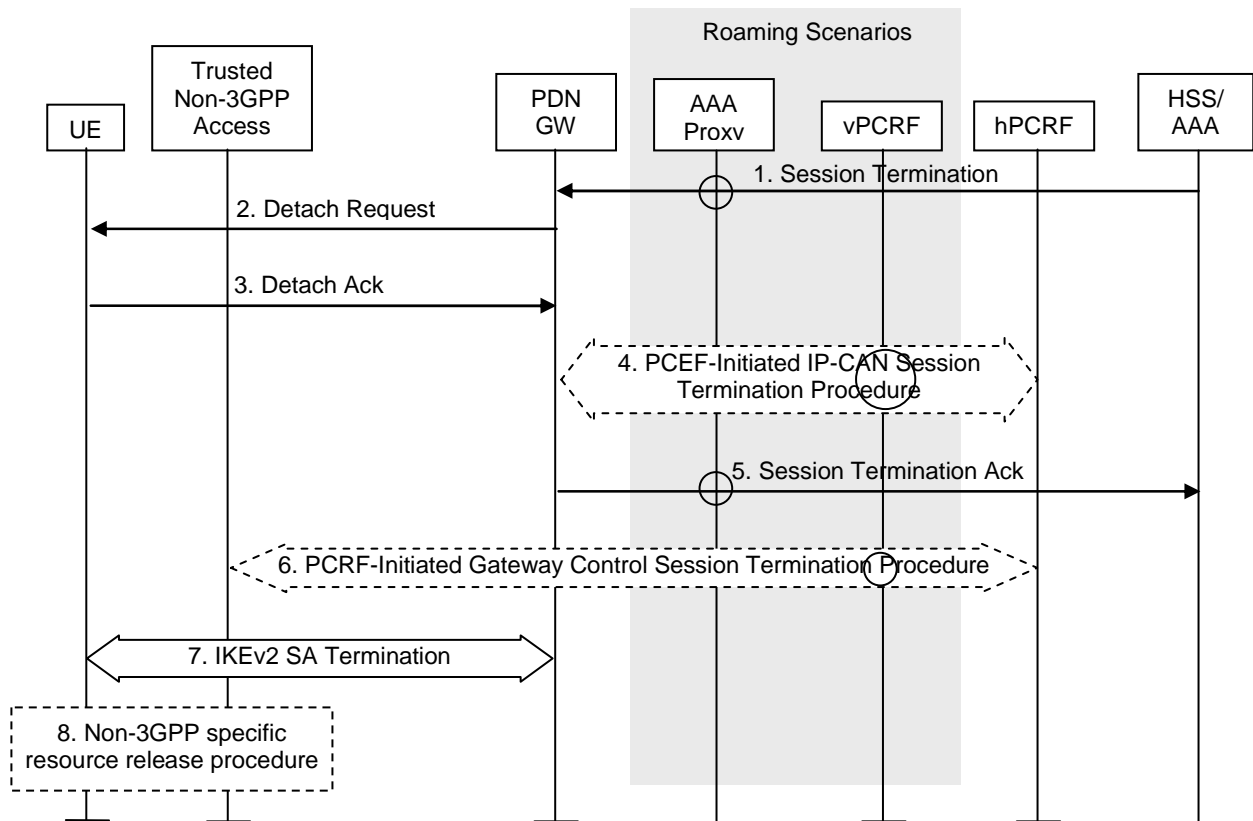 Roaming Scenarios
UE
Trusted
Non-3GPP
Access
PDN
GW
AAA
Proxv
vPCRF
hPCRF
HSS/
AAA
1. Session Termination
2. Detach Request
3. Detach Ack
4. PCEF-Initiated IP-CAN Session
Termination Procedure
5. Session Termination Ack
6. PCRF-Initiated Gateway Control Session Termination Procedure
7. IKEv2 SA Termination
8. Non-3GPP specific
resource release procedure